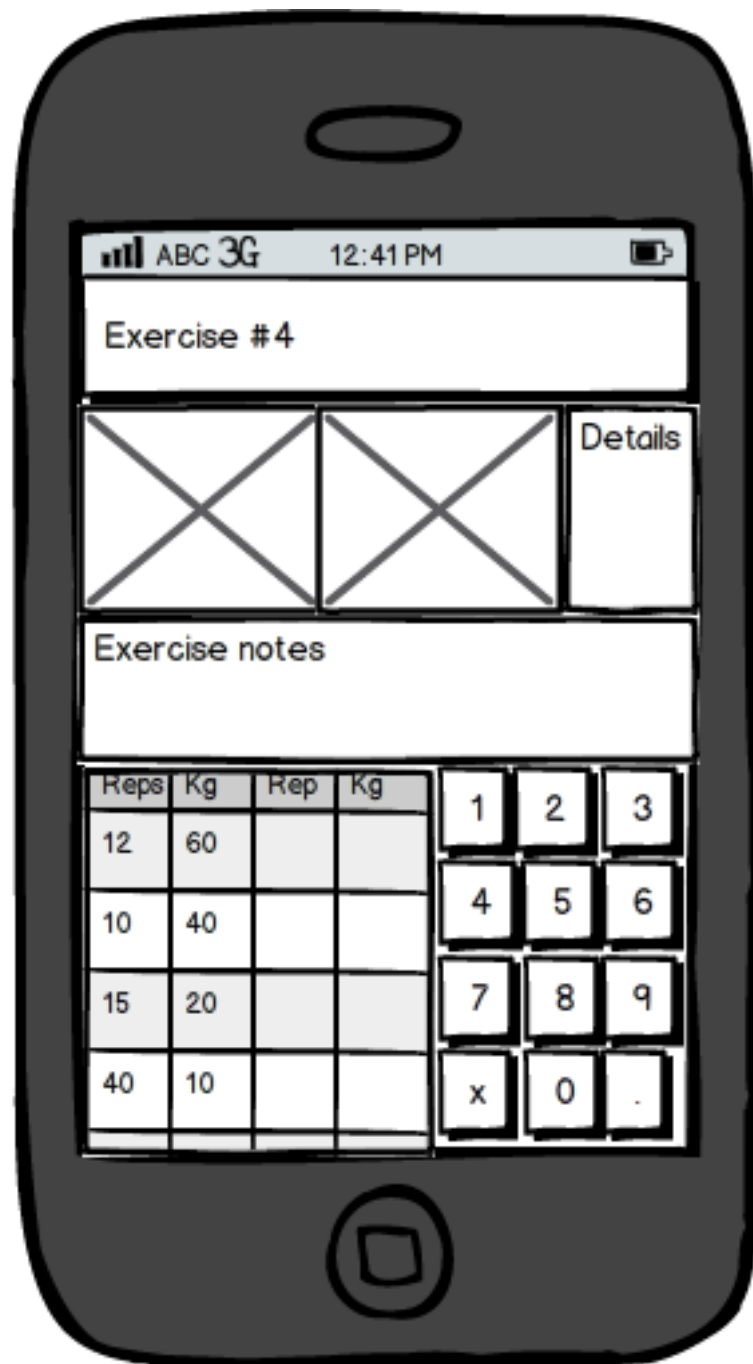 ABC 3G 12:41 PM
Exercise #4
Details
Exercise notes
Reps Kg Rep Kg
12 60
10 40
15 20
40 10
1 2 3
4 5 6
7 8 9
x 0 .